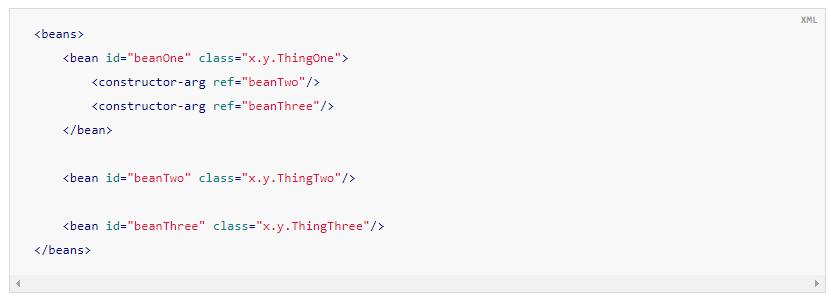 XML
<beans>
    <bean id="beanOne" class="x.y.ThingOne">
        <constructor-arg ref="beanTwo"/>
        <constructor-arg ref="beanThree"/>
    </bean>

    <bean id="beanTwo" class="x.y.ThingTwo"/>

    <bean id="beanThree" class="x.y.ThingThree"/>
</beans>